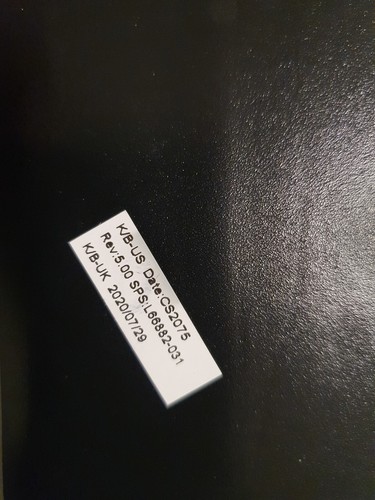 K/B-US Date:CS2075
Rev:5.00 SPS:L66882-031
K/B-UK 2020/07/29